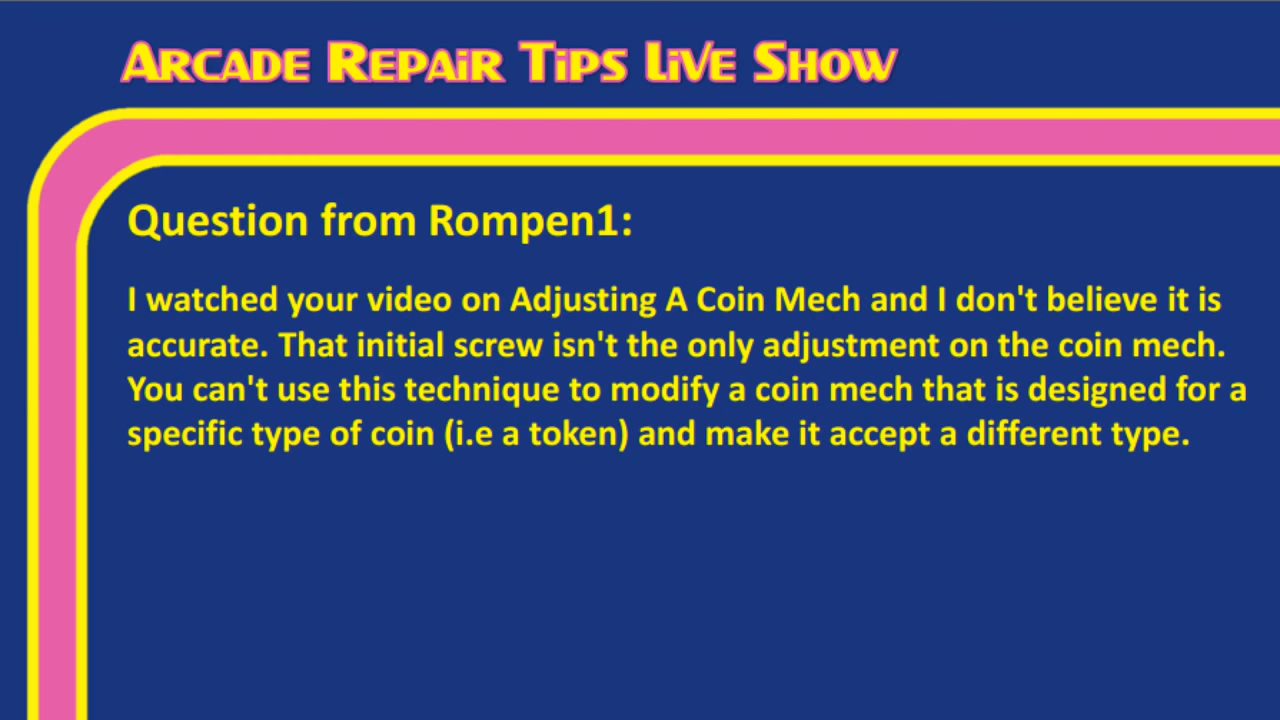 Arcade Repair Tips Live Show
Question from Rompen1:
I watched your video on Adjusting A Coin Mech and I don't believe it is
accurate. That initial screw isn't the only adjustment on the coin mech.
You can't use this technique to modify a coin mech that is designed for a
specific type of coin (i.e a token) and make it accept a different type.